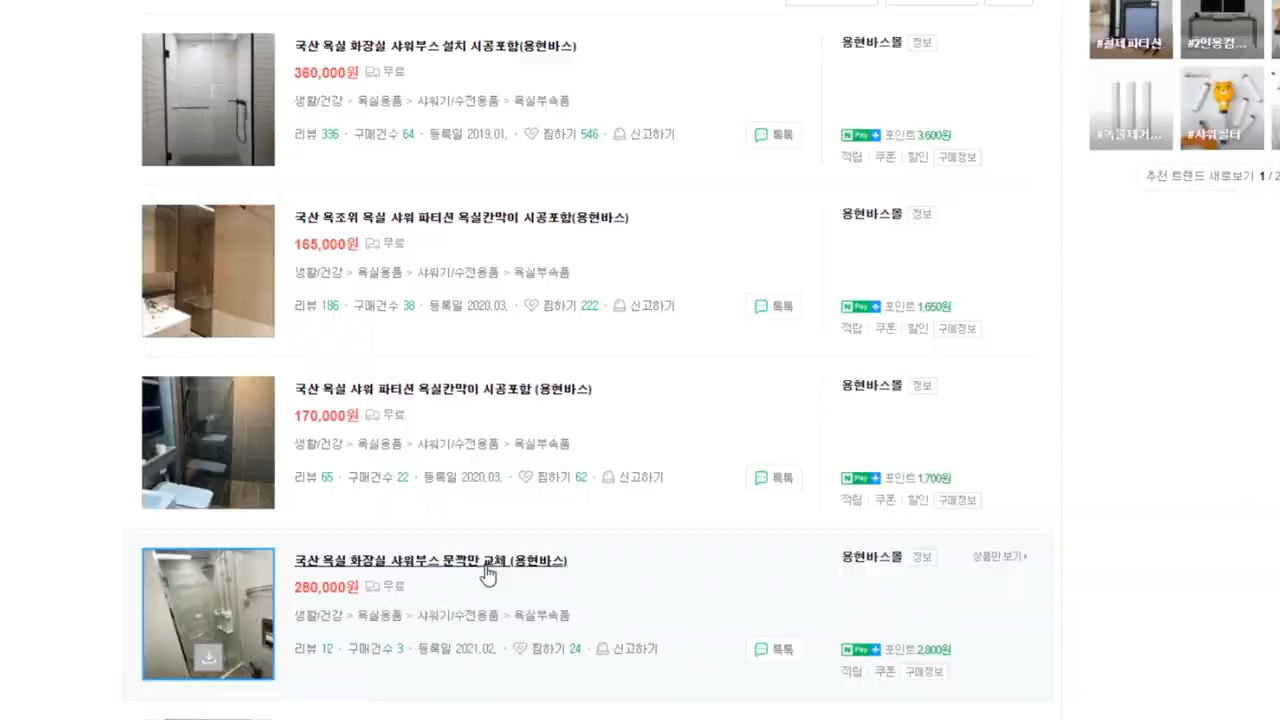 국산 욕실 화장실 샤워부스 설치 시공포함(용현바스)
360,000원 무료
생활/건강 > 욕실용품 > 샤워기/수전용품 > 욕실부속품
리뷰 336 · 구매건수 64 · 등록일 2019.01. · 찜하기 546 · 신고하기
톡톡
용현바스몰 정보
N Pay + 포인트 3,600원
적립 쿠폰 할인 구매정보
국산 욕조위 욕실 샤워 파티션 욕실칸막이 시공포함(용현바스)
165,000원 무료
생활/건강 > 욕실용품 > 샤워기/수전용품 > 욕실부속품
리뷰 186 · 구매건수 38 · 등록일 2020.03. · 찜하기 222 · 신고하기
톡톡
용현바스몰 정보
N Pay + 포인트 1,650원
적립 쿠폰 할인 구매정보
국산 욕실 샤워 파티션 욕실칸막이 시공포함 (용현바스)
170,000원 무료
생활/건강 > 욕실용품 > 샤워기/수전용품 > 욕실부속품
리뷰 65 · 구매건수 22 · 등록일 2020.03. · 찜하기 62 · 신고하기
톡톡
용현바스몰 정보
N Pay + 포인트 1,700원
적립 쿠폰 할인 구매정보
국산 욕실 화장실 샤워부스 문짝만 교체 (용현바스)
280,000원 무료
생활/건강 > 욕실용품 > 샤워기/수전용품 > 욕실부속품
리뷰 12 · 구매건수 3 · 등록일 2021.02. · 찜하기 24 · 신고하기
톡톡
용현바스몰 정보 상품만 보기
N Pay + 포인트 2,800원
적립 쿠폰 구매정보
#철제파티션
#2인용컴...
#녹물제거...
#샤워필터
추천 트렌드 새로보기 1 / 2